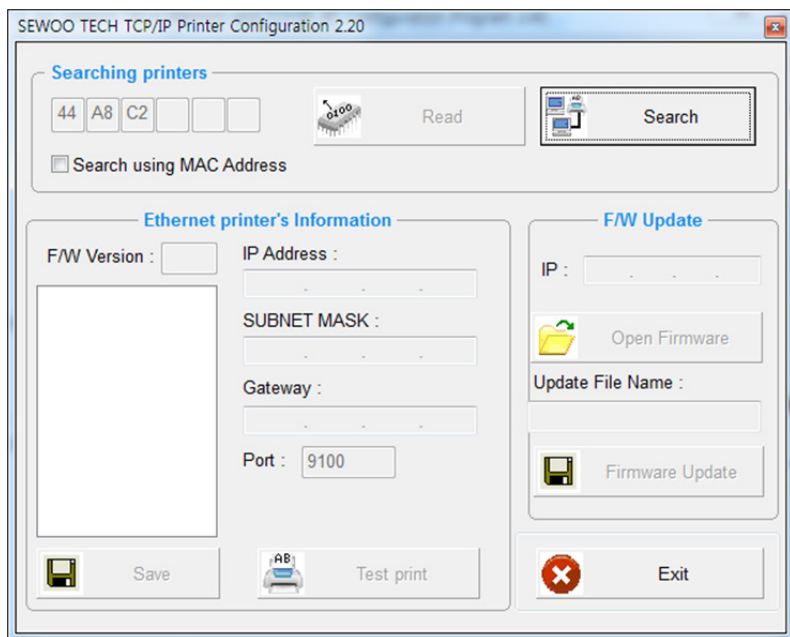 SEWOO TECH TCP/IP Printer Configuration 2.20
Searching printers
44 A8 C2
Read
Search
Search using MAC Address
Ethernet printer's Information
F/W Version :
IP Address :
. . .
SUBNET MASK :
. . .
Gateway :
. . .
Port : 9100
Save
AB
Test print
F/W Update
IP : . . .
Open Firmware
Update File Name :
Firmware Update
Exit